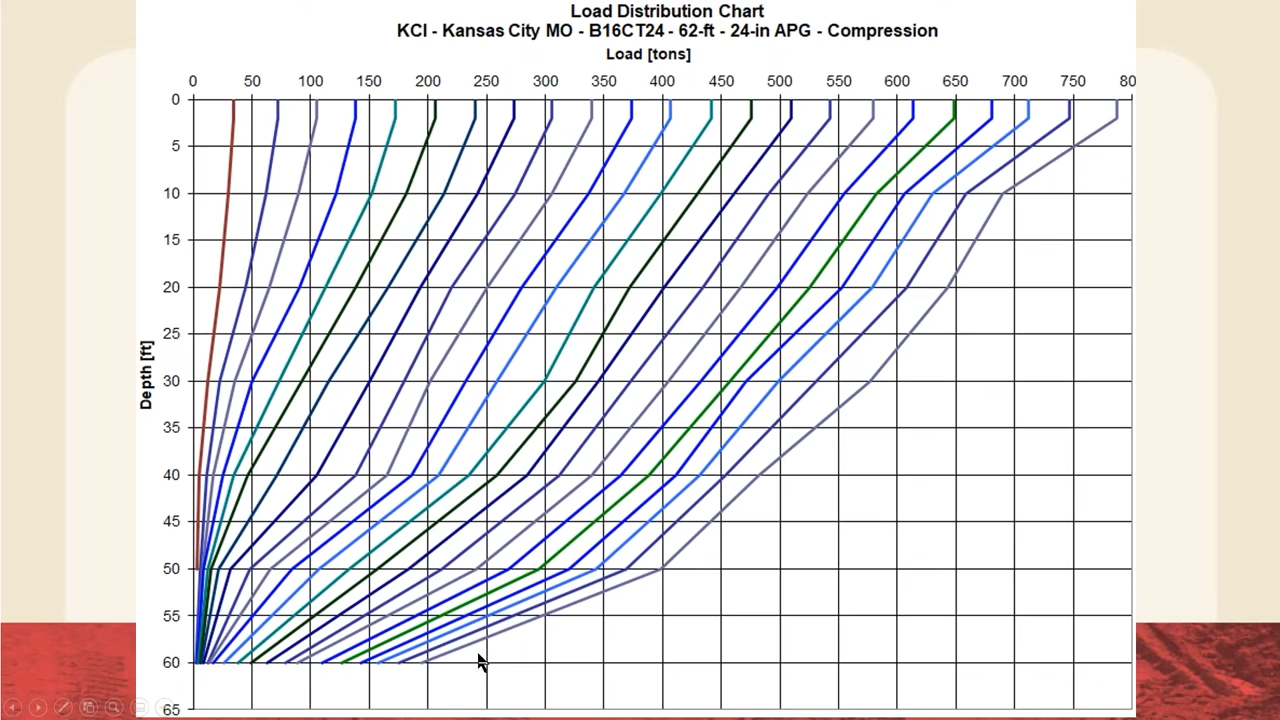 Load Distribution Chart
KCI - Kansas City MO - B16CT24 - 62-ft - 24-in APG - Compression
Load [tons]
0 50 100 150 200 250 300 350 400 450 500 550 600 650 700 750 80
0
5
10
15
20
25
30
35
40
45
50
55
60
65
Depth [ft]